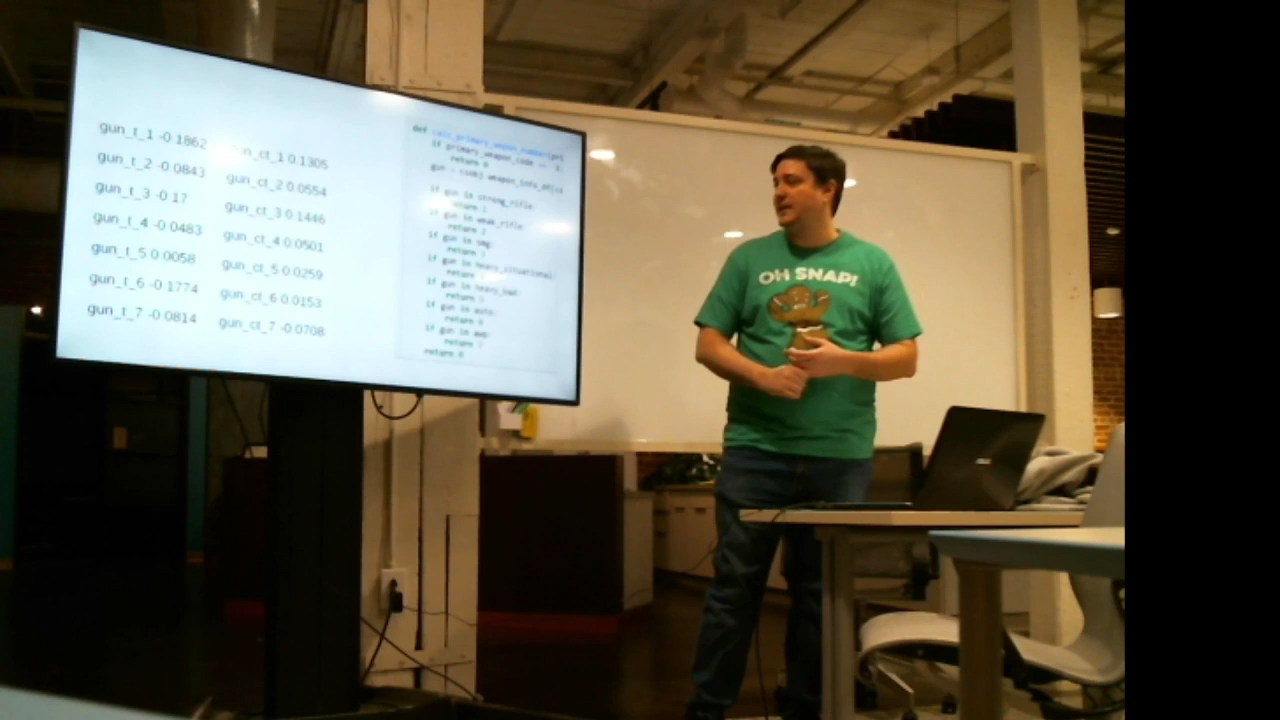 gun_t_1 -0 1862
gun_t_2 -0.0843
gun_t_3 -0 17
gun_t_4 -0.0483
gun_t_5 0.0058
gun_t_6 -0 1774
gun_t_7 -0.0814
gun_ct_1 0.1305
gun_ct_2 0.0554
gun_ct_3 0.1446
gun_ct_4 0.0501
gun_ct_5 0.0259
gun_ct_6 0.0153
gun_ct_7 -0.0708
def
if primary_weapon_code
return 0
gun =
if gun in strong_rifle:
return 1
if gun in weak_rifle
return 2
if gun in smg:
return 3
if gun in heavy_situational:
return
if gun in heavy_bad:
return
if gun in auto:
return
if gun in awp:
return 7
return 0
OH SNAP!